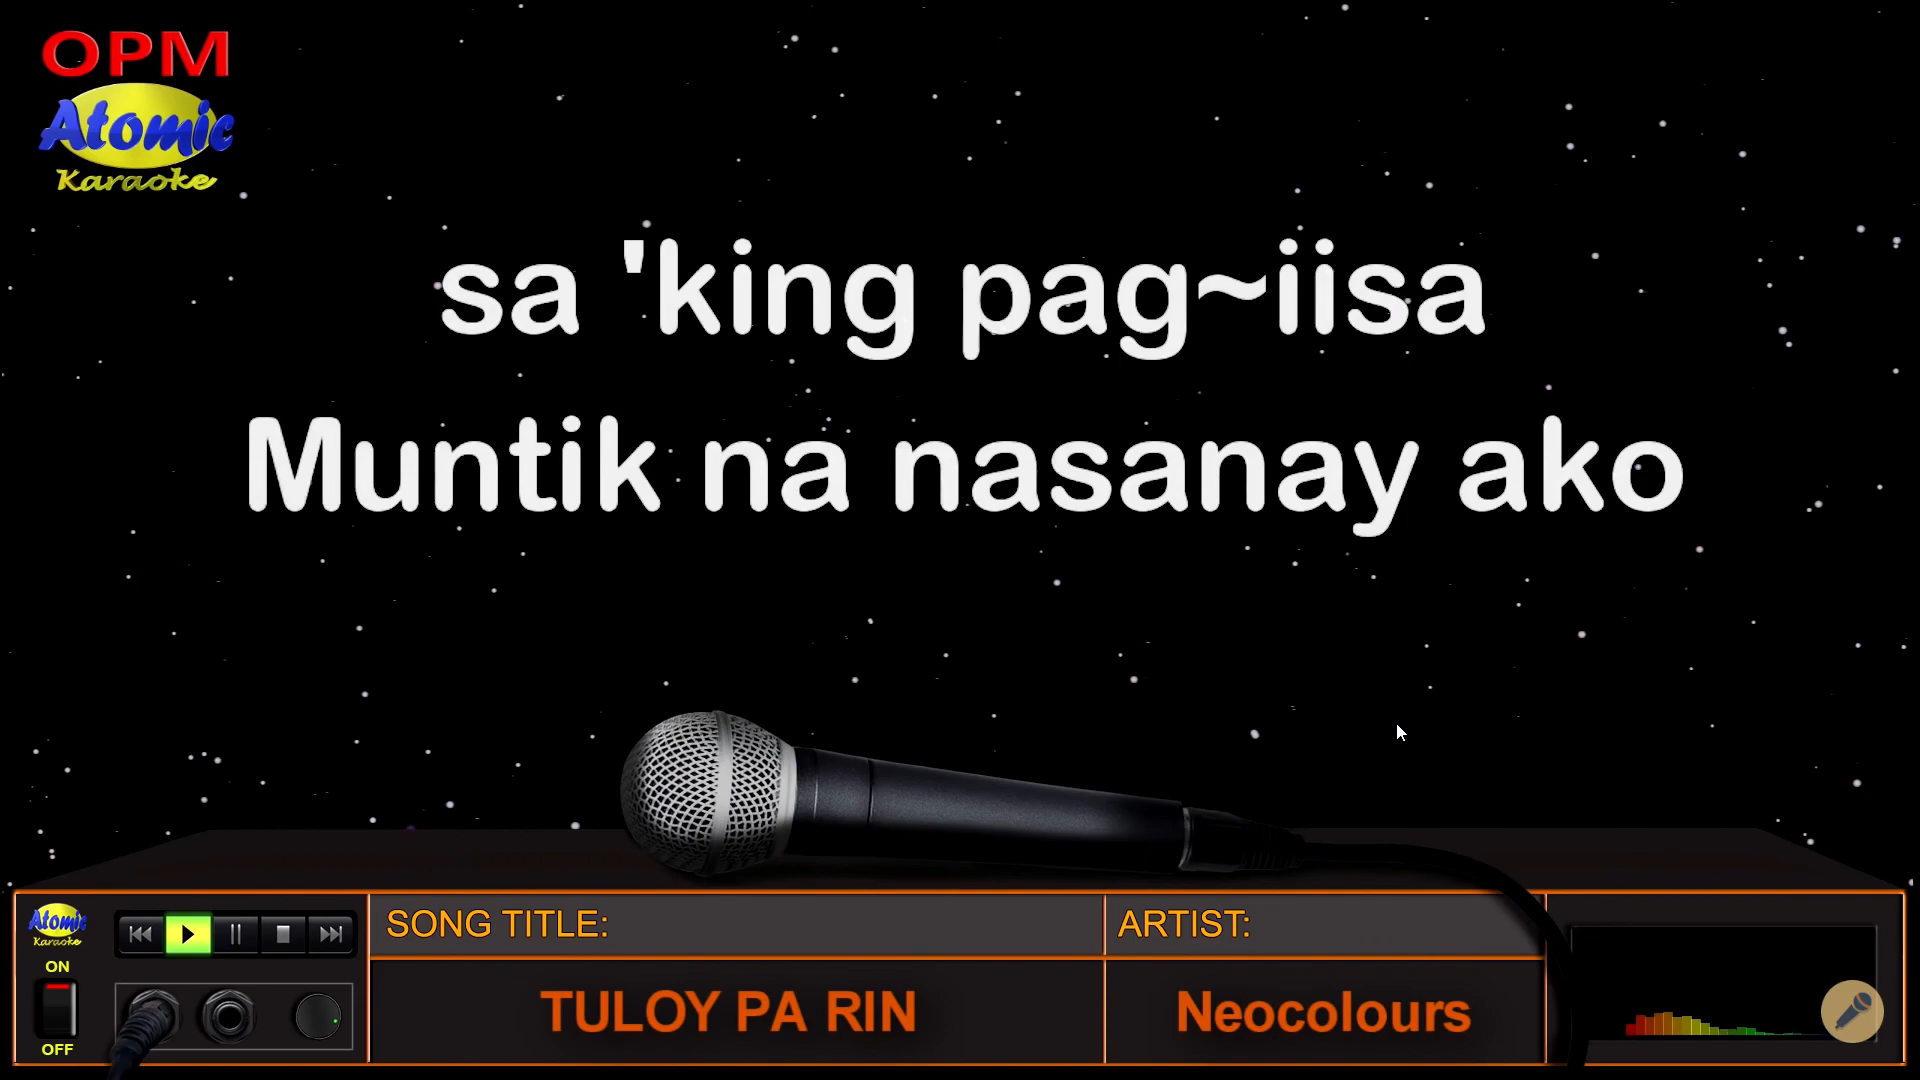 OPM
Atomic
Karaoke
sa 'king pag~iisa
Muntik na nasanay ako
Atomic
Karaoke
ON
OFF
SONG TITLE:
TULOY PA RIN
ARTIST:
Neocolours